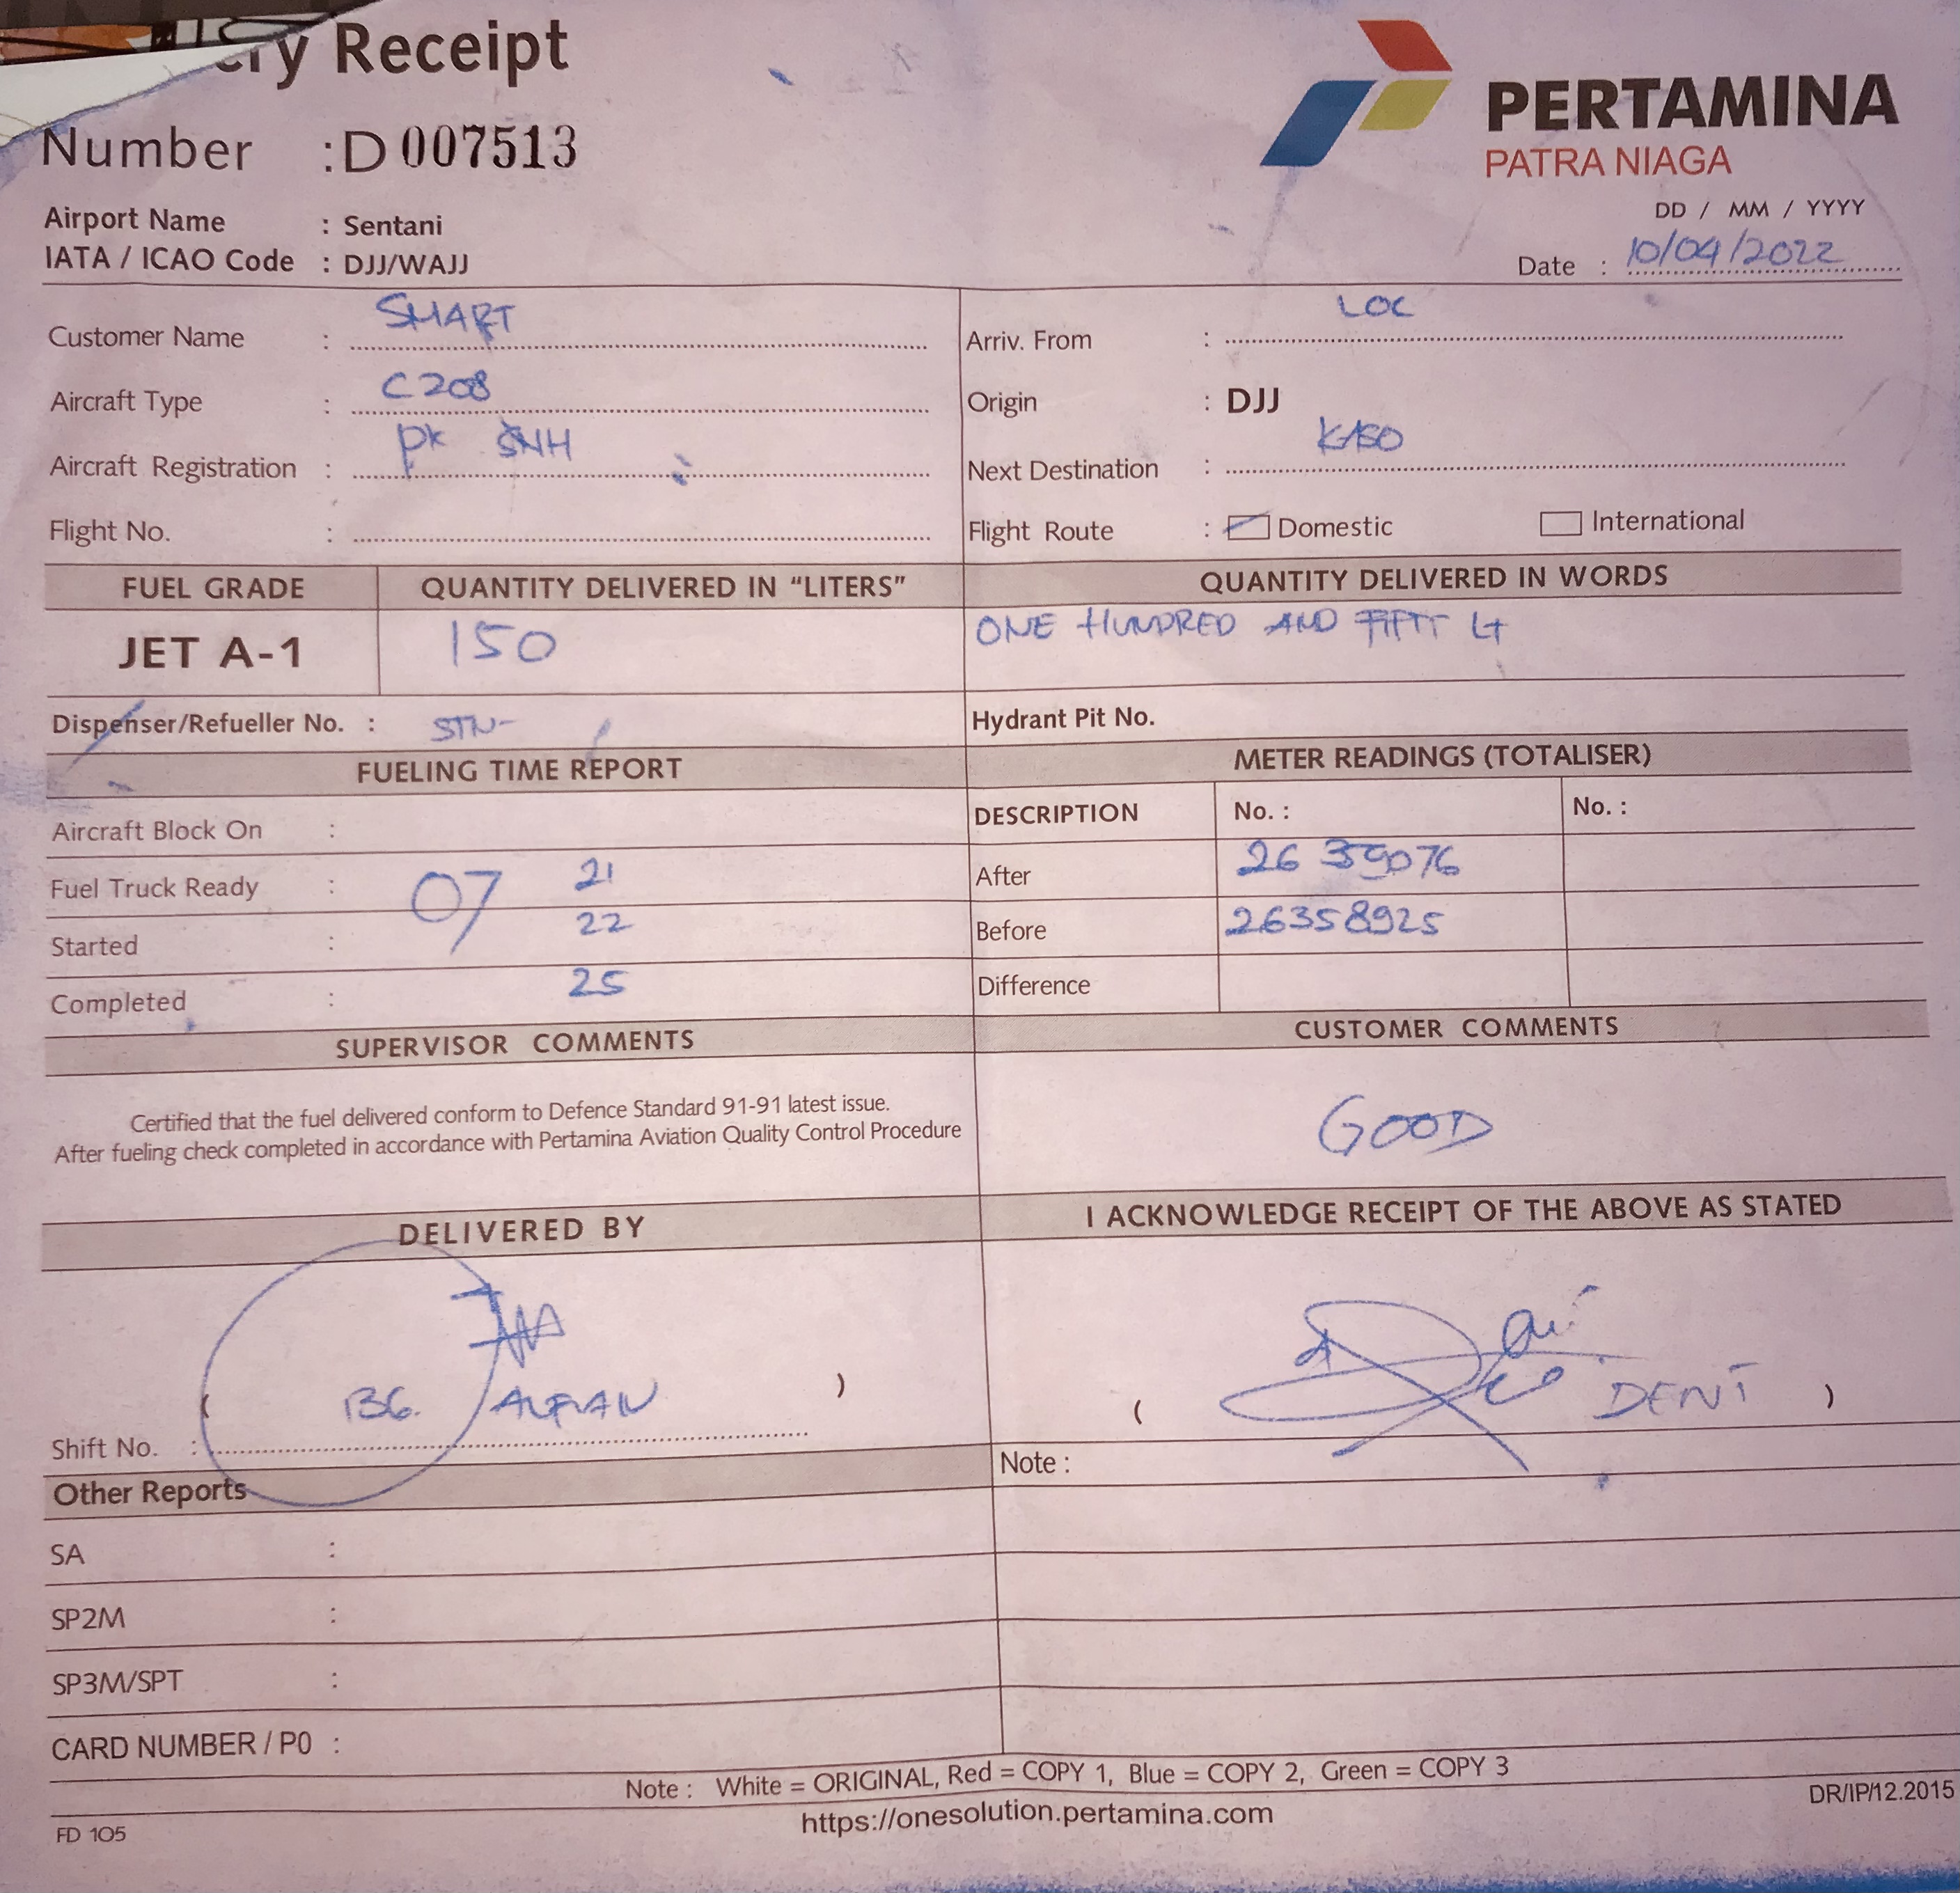 ery Receipt
Number : D 007513
PERTAMINA
PATRA NIAGA
Airport Name : Sentani
IATA / ICAO Code : DJJ/WAJJ
DD / MM / YYYY
Date : 10/04/2022
Customer Name : SMART
Arriv. From : LOC
Aircraft Type : C208
Origin : DJJ
Aircraft Registration : PK SNH
Next Destination : KASO
Flight No. :
Flight Route : Domestic International
FUEL GRADE QUANTITY DELIVERED IN “LITERS” QUANTITY DELIVERED IN WORDS
JET A-1 150 ONE HUNDRED AND FIFTY LT
Dispenser/Refueller No. : STN-
Hydrant Pit No.
FUELING TIME REPORT METER READINGS (TOTALISER)
DESCRIPTION No. : No. :
Aircraft Block On :
Fuel Truck Ready : 07 21
After 26359076
Started : 22
Before 26358925
Completed : 25
Difference
SUPERVISOR COMMENTS CUSTOMER COMMENTS
Certified that the fuel delivered conform to Defence Standard 91-91 latest issue.
After fueling check completed in accordance with Pertamina Aviation Quality Control Procedure
GOOD
DELIVERED BY I ACKNOWLEDGE RECEIPT OF THE ABOVE AS STATED
( )
( DENI )
Shift No. :
Note :
Other Reports
SA :
SP2M :
SP3M/SPT :
CARD NUMBER / P0 :
Note : White = ORIGINAL, Red = COPY 1, Blue = COPY 2, Green = COPY 3
https://onesolution.pertamina.com
DR/IP/12.2015
FD 105